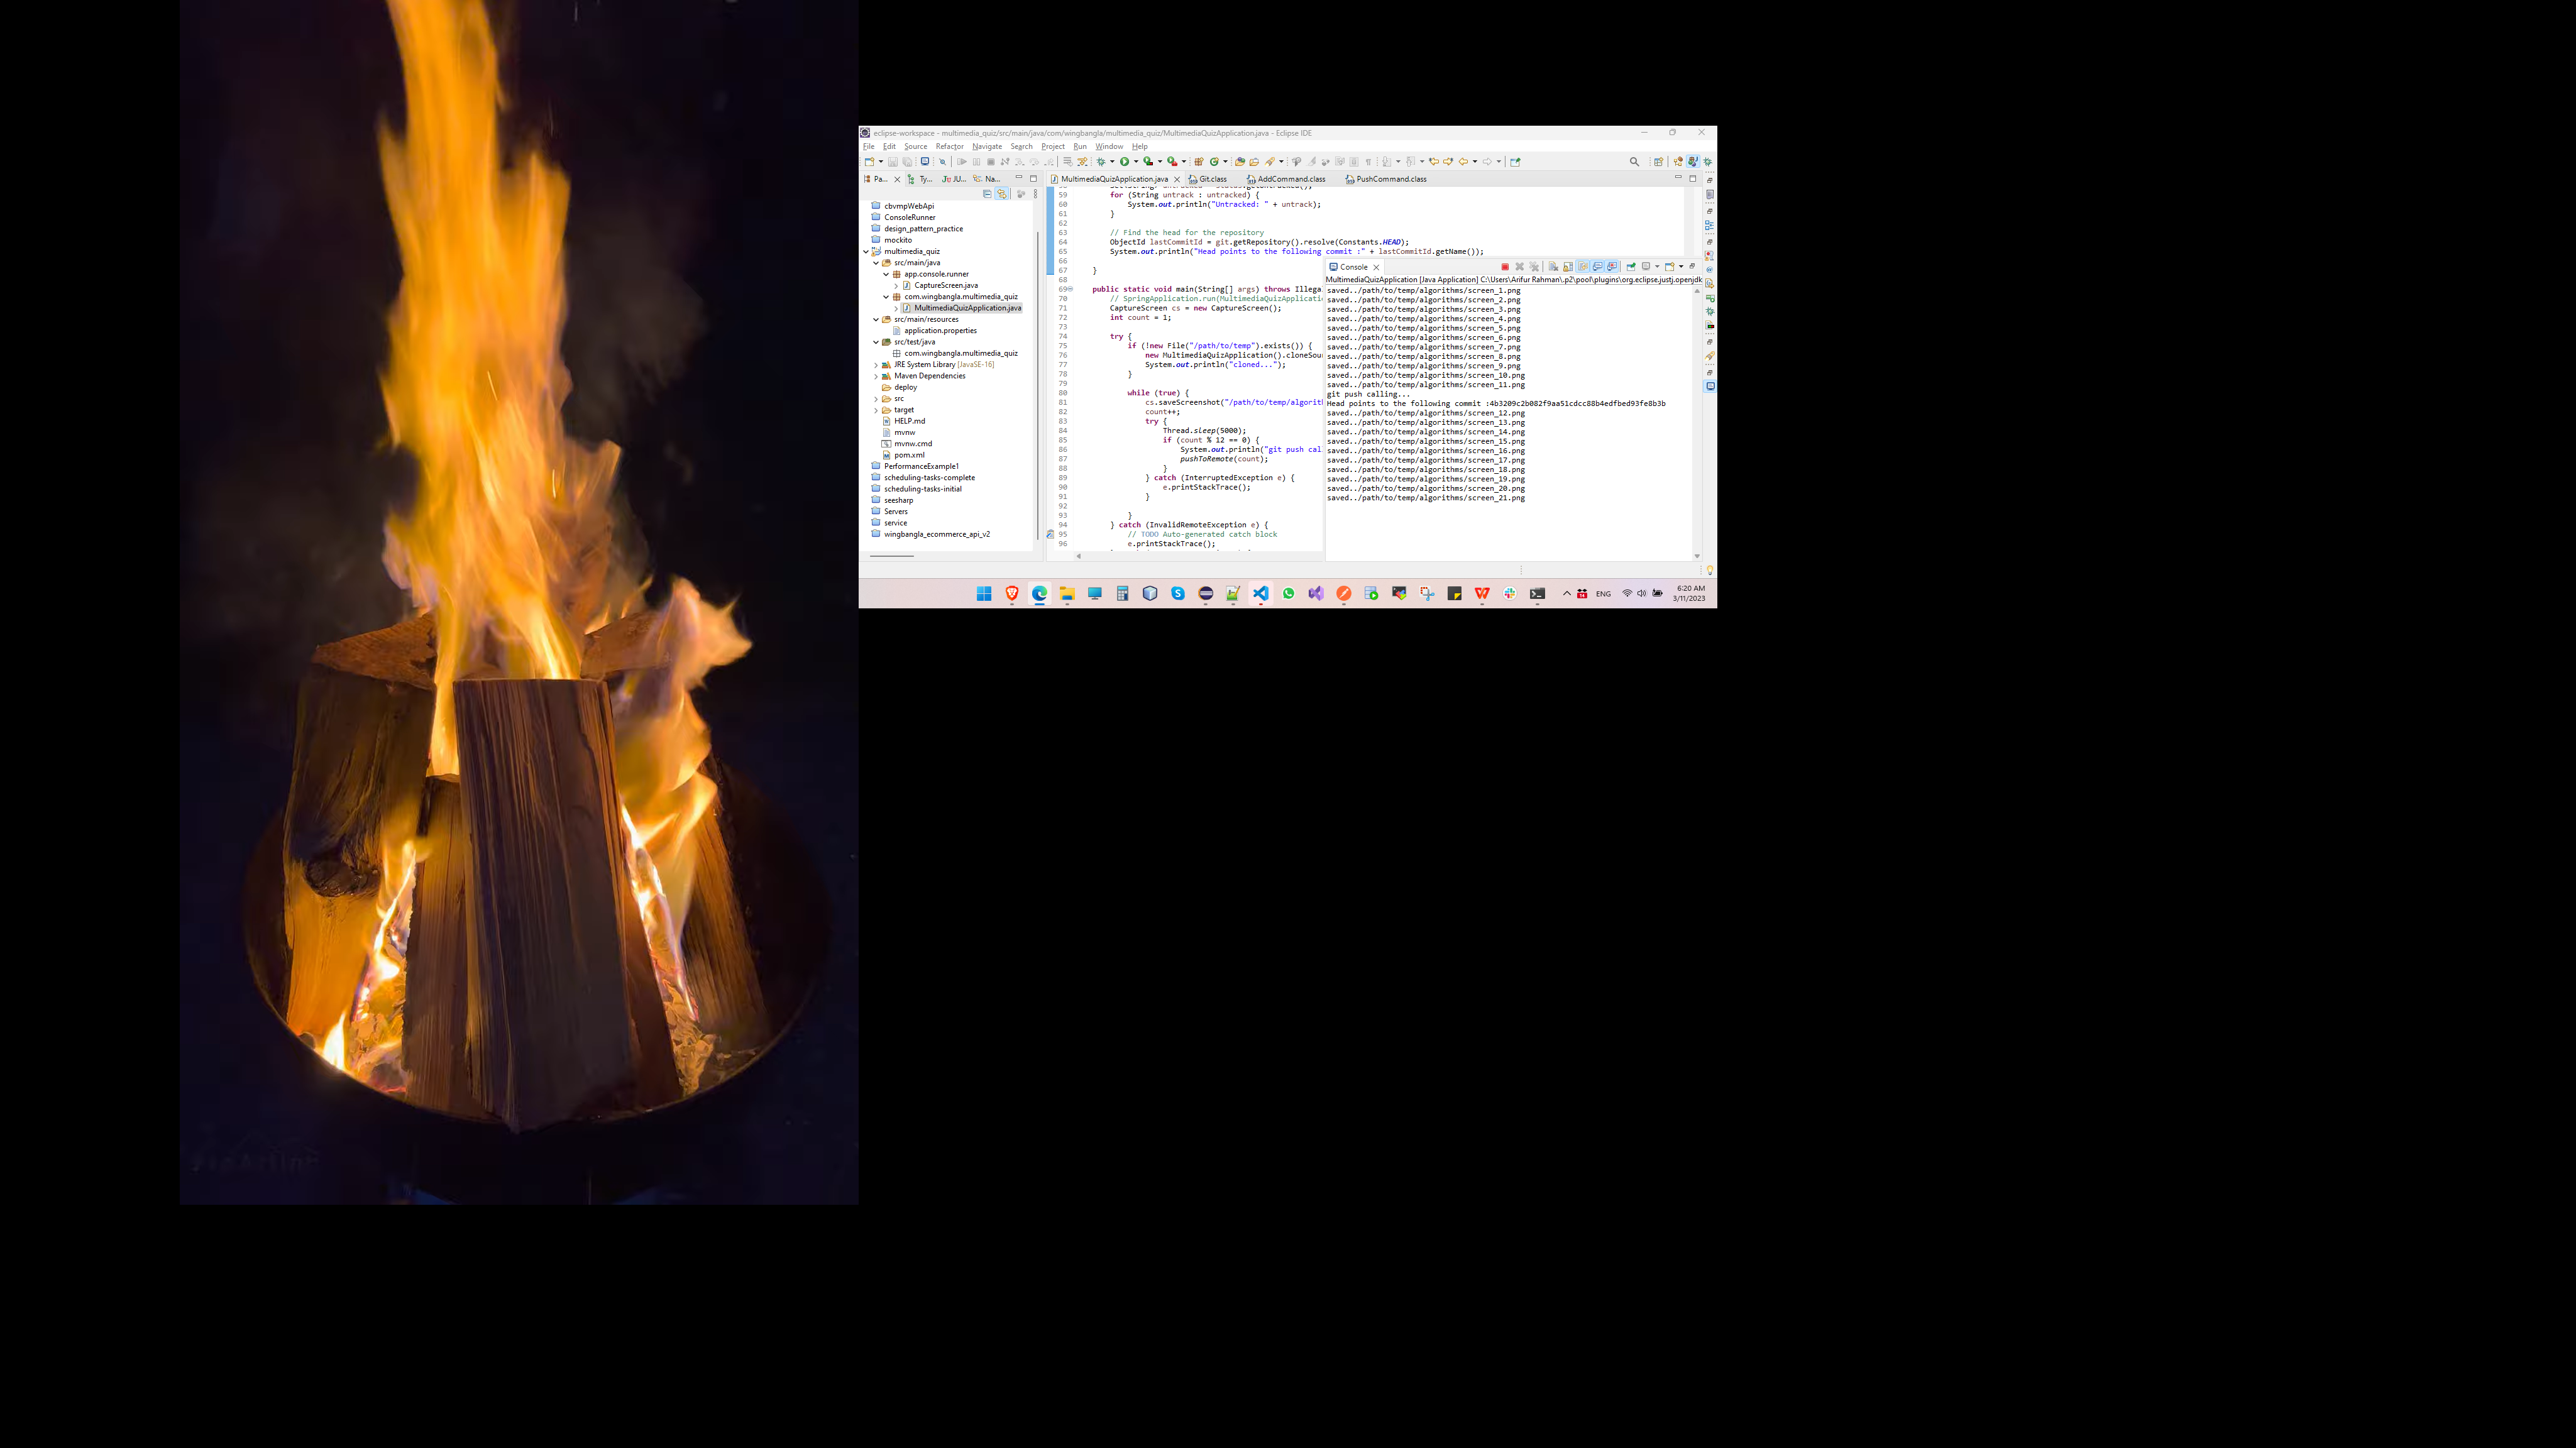 eclipse-workspace - multimedia_quiz/src/main/java/com/wingbangla/multimedia_quiz/MultimediaQuizApplication.java - Eclipse IDE
File Edit Source Refactor Navigate Search Project Run Window Help
Pa... Ty... JU... Na...
cbvmpWebApi
ConsoleRunner
design_pattern_practice
mockito
multimedia_quiz
src/main/java
app.console.runner
CaptureScreen.java
com.wingbangla.multimedia_quiz
MultimediaQuizApplication.java
src/main/resources
application.properties
src/test/java
com.wingbangla.multimedia_quiz
JRE System Library [JavaSE-16]
Maven Dependencies
deploy
src
target
HELP.md
mvnw
mvnw.cmd
pom.xml
PerformanceExample1
scheduling-tasks-complete
scheduling-tasks-initial
seesharp
Servers
service
wingbangla_ecommerce_api_v2
MultimediaQuizApplication.java Git.class AddCommand.class PushCommand.class
59 for (String untrack : untracked) {
60 System.out.println("Untracked: " + untrack);
61 }
62
63 // Find the head for the repository
64 ObjectId lastCommitId = git.getRepository().resolve(Constants.HEAD);
65 System.out.println("Head points to the following commit :" + lastCommitId.getName());
66
67 }
68
69 public static void main(String[] args) throws Illega
70 // SpringApplication.run(MultimediaQuizApplicati
71 CaptureScreen cs = new CaptureScreen();
72 int count = 1;
73
74 try {
75 if (!new File("/path/to/temp").exists()) {
76 new MultimediaQuizApplication().cloneSou
77 System.out.println("cloned...");
78 }
79
80 while (true) {
81 cs.saveScreenshot("/path/to/temp/algorit
82 count++;
83 try {
84 Thread.sleep(5000);
85 if (count % 12 == 0) {
86 System.out.println("git push cal
87 pushToRemote(count);
88 }
89 } catch (InterruptedException e) {
90 e.printStackTrace();
91 }
92
93 }
94 } catch (InvalidRemoteException e) {
95 // TODO Auto-generated catch block
96 e.printStackTrace();
Console
MultimediaQuizApplication [Java Application] C:\Users\Arifur Rahman\.p2\pool\plugins\org.eclipse.justj.openjdk
saved../path/to/temp/algorithms/screen_1.png
saved../path/to/temp/algorithms/screen_2.png
saved../path/to/temp/algorithms/screen_3.png
saved../path/to/temp/algorithms/screen_4.png
saved../path/to/temp/algorithms/screen_5.png
saved../path/to/temp/algorithms/screen_6.png
saved../path/to/temp/algorithms/screen_7.png
saved../path/to/temp/algorithms/screen_8.png
saved../path/to/temp/algorithms/screen_9.png
saved../path/to/temp/algorithms/screen_10.png
saved../path/to/temp/algorithms/screen_11.png
git push calling...
Head points to the following commit :4b3209c2b082f9aa51cdcc88b4edfbed93fe8b3b
saved../path/to/temp/algorithms/screen_12.png
saved../path/to/temp/algorithms/screen_13.png
saved../path/to/temp/algorithms/screen_14.png
saved../path/to/temp/algorithms/screen_15.png
saved../path/to/temp/algorithms/screen_16.png
saved../path/to/temp/algorithms/screen_17.png
saved../path/to/temp/algorithms/screen_18.png
saved../path/to/temp/algorithms/screen_19.png
saved../path/to/temp/algorithms/screen_20.png
saved../path/to/temp/algorithms/screen_21.png
ENG
6:20 AM
3/11/2023